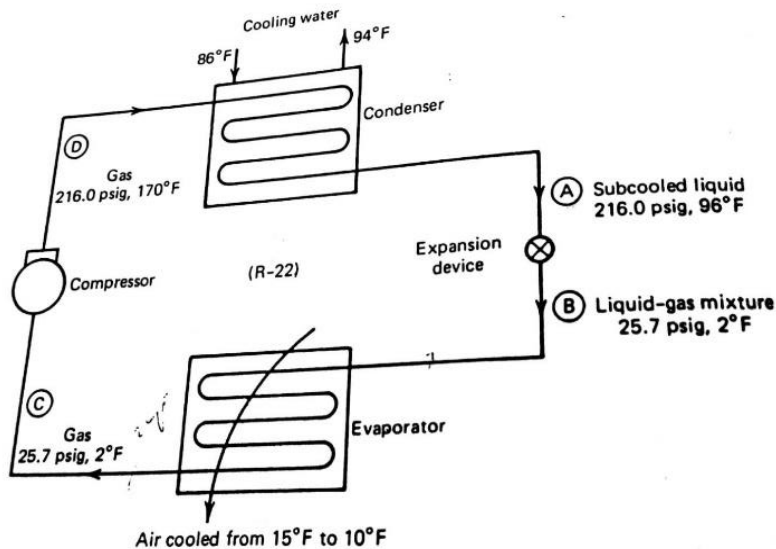 Cooling water
86°F
94°F
Condenser
D
Gas
216.0 psig, 170°F
A
Subcooled liquid
216.0 psig, 96°F
Expansion
device
Compressor
(R-22)
B
Liquid-gas mixture
25.7 psig, 2°F
C
Gas
25.7 psig, 2°F
Evaporator
Air cooled from 15°F to 10°F